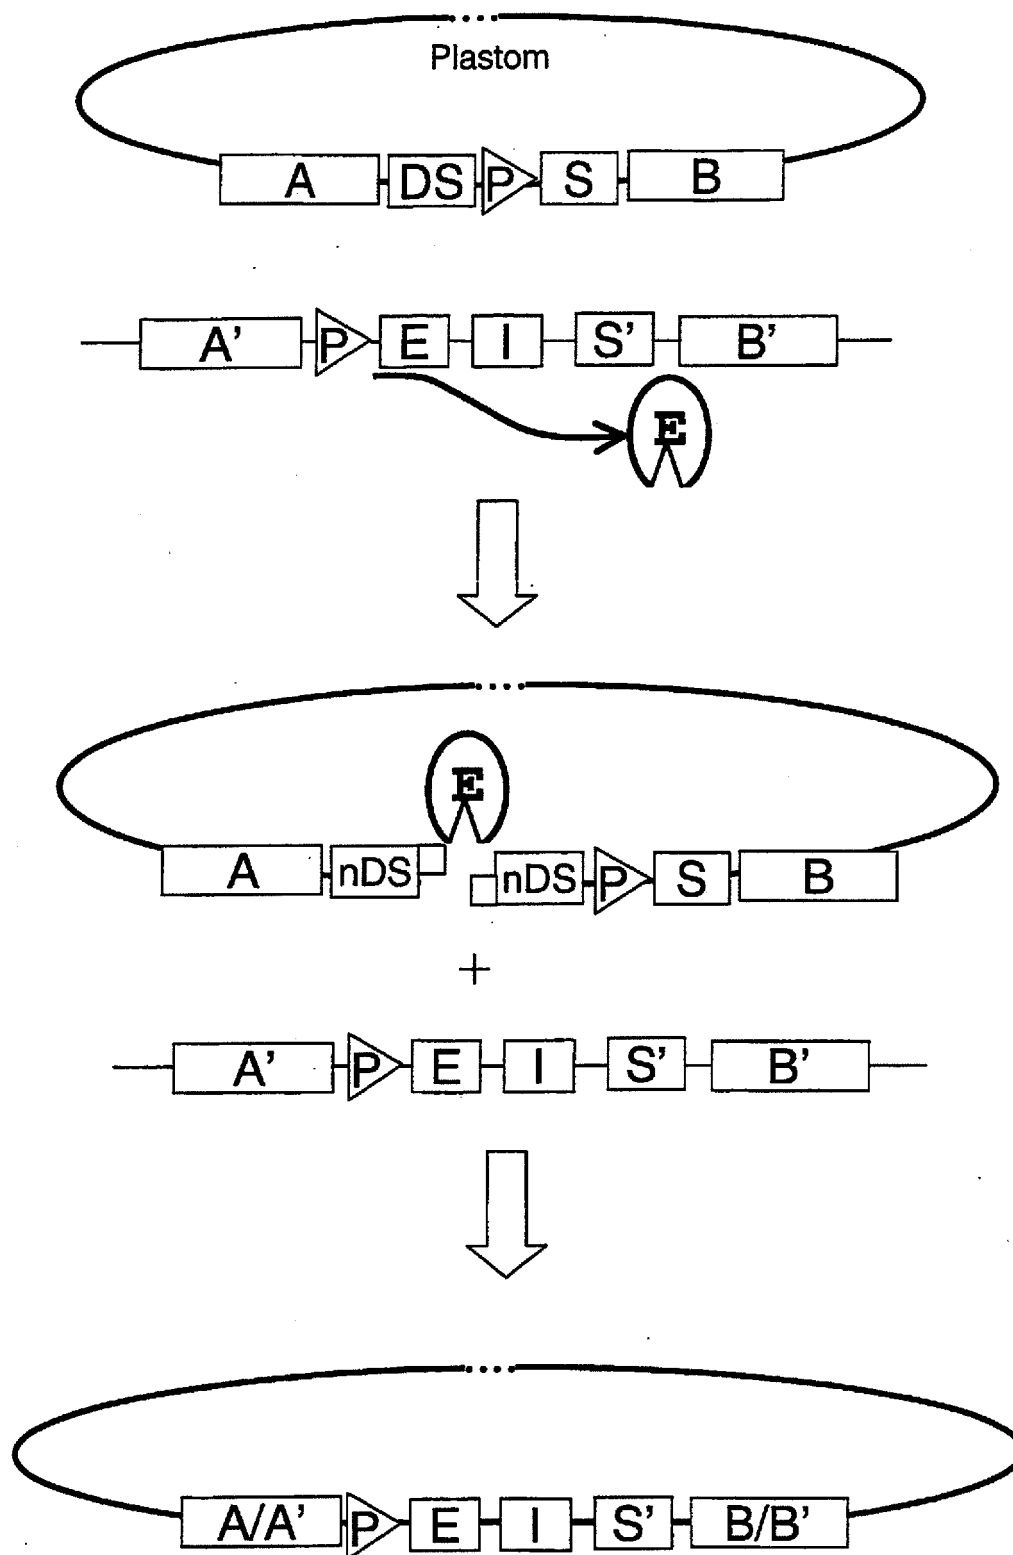 Plastom
A DS P S B
A' P E I S' B'
E
E
A nDS nDS P S B
+
A' P E I S' B'
A/A' P E I S' B/B'